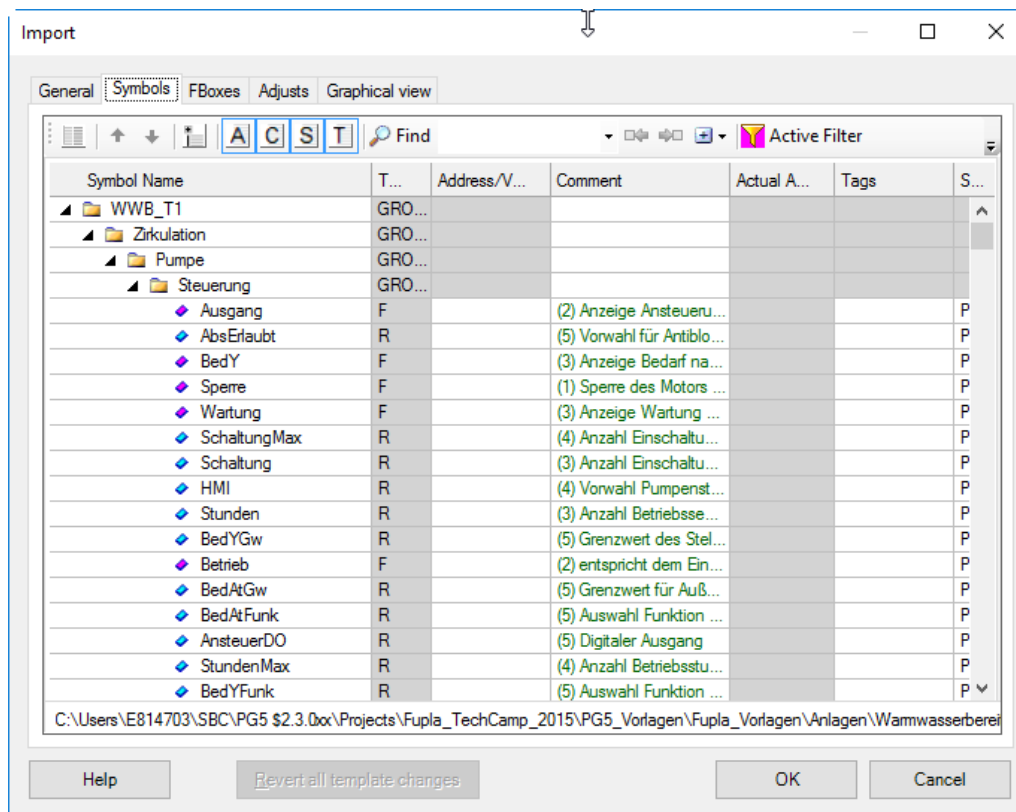 Import
General Symbols FBoxes Adjusts Graphical view
A C S T Find Active Filter
Symbol Name T... Address/V... Comment Actual A... Tags S...
WWB_T1 GRO...
Zirkulation GRO...
Pumpe GRO...
Steuerung GRO...
Ausgang F (2) Anzeige Ansteueru... P
AbsErlaubt R (5) Vorwahl für Antiblo... P
BedY F (3) Anzeige Bedarf na... P
Sperre F (1) Sperre des Motors ... P
Wartung F (3) Anzeige Wartung ... P
SchaltungMax R (4) Anzahl Einschaltu... P
Schaltung R (3) Anzahl Einschaltu... P
HMI R (4) Vorwahl Pumpenst... P
Stunden R (3) Anzahl Betriebsse... P
BedYGw R (5) Grenzwert des Stel... P
Betrieb F (2) entspricht dem Ein... P
BedAtGw R (5) Grenzwert für Auß... P
BedAtFunk R (5) Auswahl Funktion ... P
AnsteuerDO R (5) Digitaler Ausgang P
StundenMax R (4) Anzahl Betriebsstu... P
BedYFunk R (5) Auswahl Funktion ... P
C:\Users\E814703\SBC\PG5 $2.3.0xx\Projects\Fupla_TechCamp_2015\PG5_Vorlagen\Fupla_Vorlagen\Anlagen\Warmwasserberei
Help Revert all template changes OK Cancel